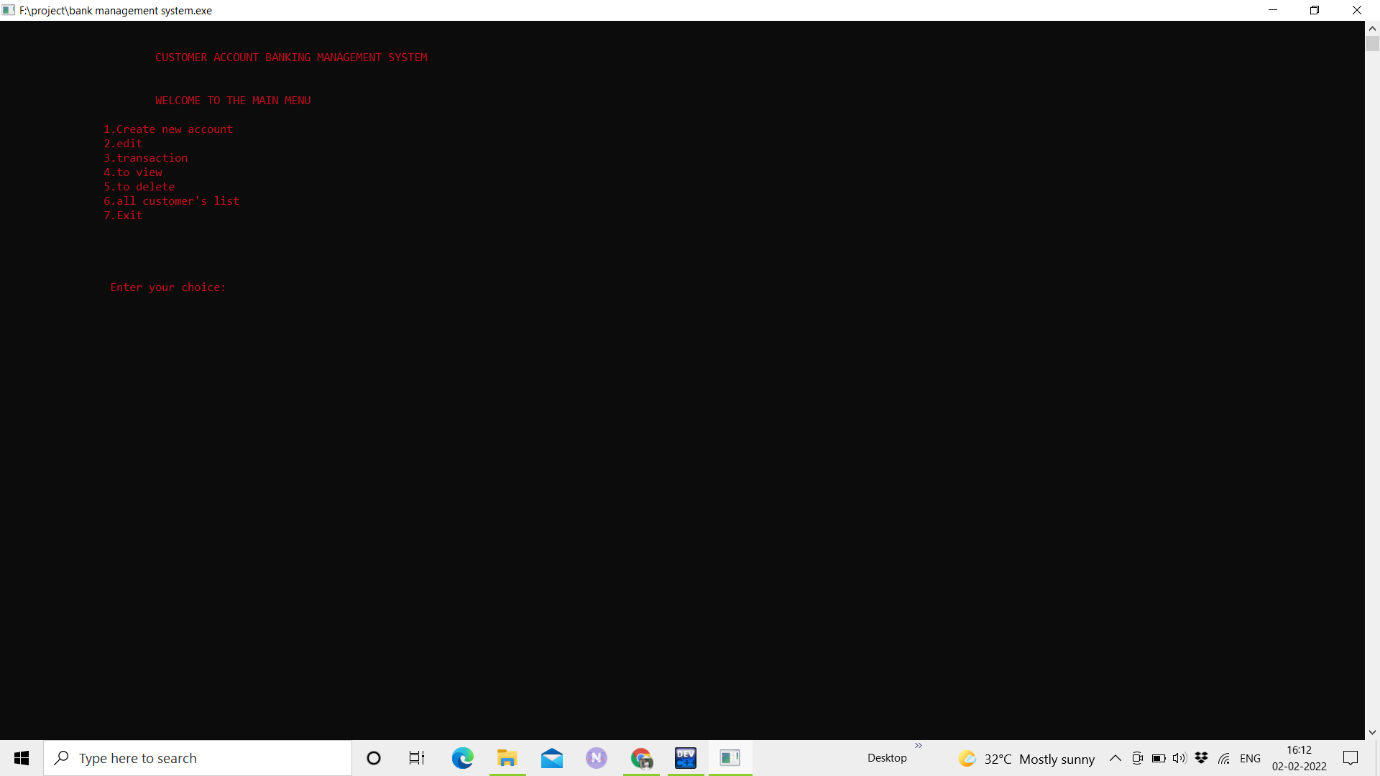 F:\project\bank management system.exe
CUSTOMER ACCOUNT BANKING MANAGEMENT SYSTEM
WELCOME TO THE MAIN MENU
1.Create new account
2.edit
3.transaction
4.to view
5.to delete
6.all customer's list
7.Exit
Enter your choice:
Type here to search
N
DEV
Desktop
32°C Mostly sunny
ENG
16:12
02-02-2022